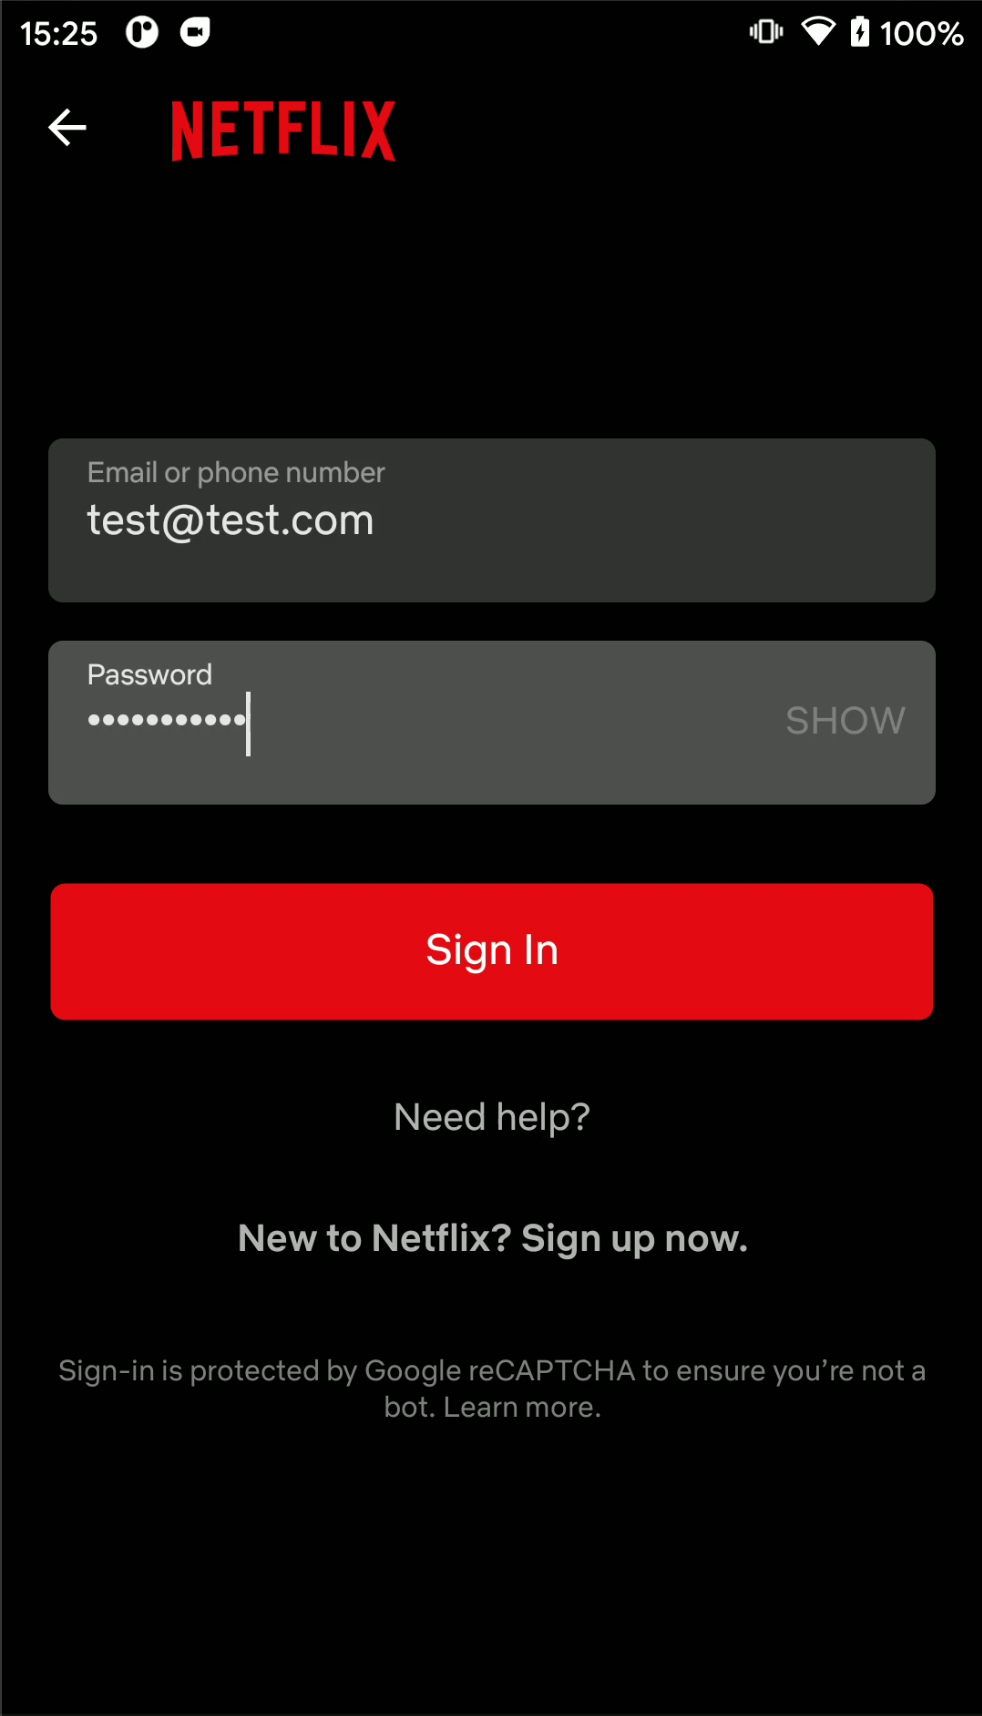 15:25 100%
NETFLIX
Email or phone number
test@test.com
Password
•••••••••••
SHOW
Sign In
Need help?
New to Netflix? Sign up now.
Sign-in is protected by Google reCAPTCHA to ensure you’re not a
bot. Learn more.